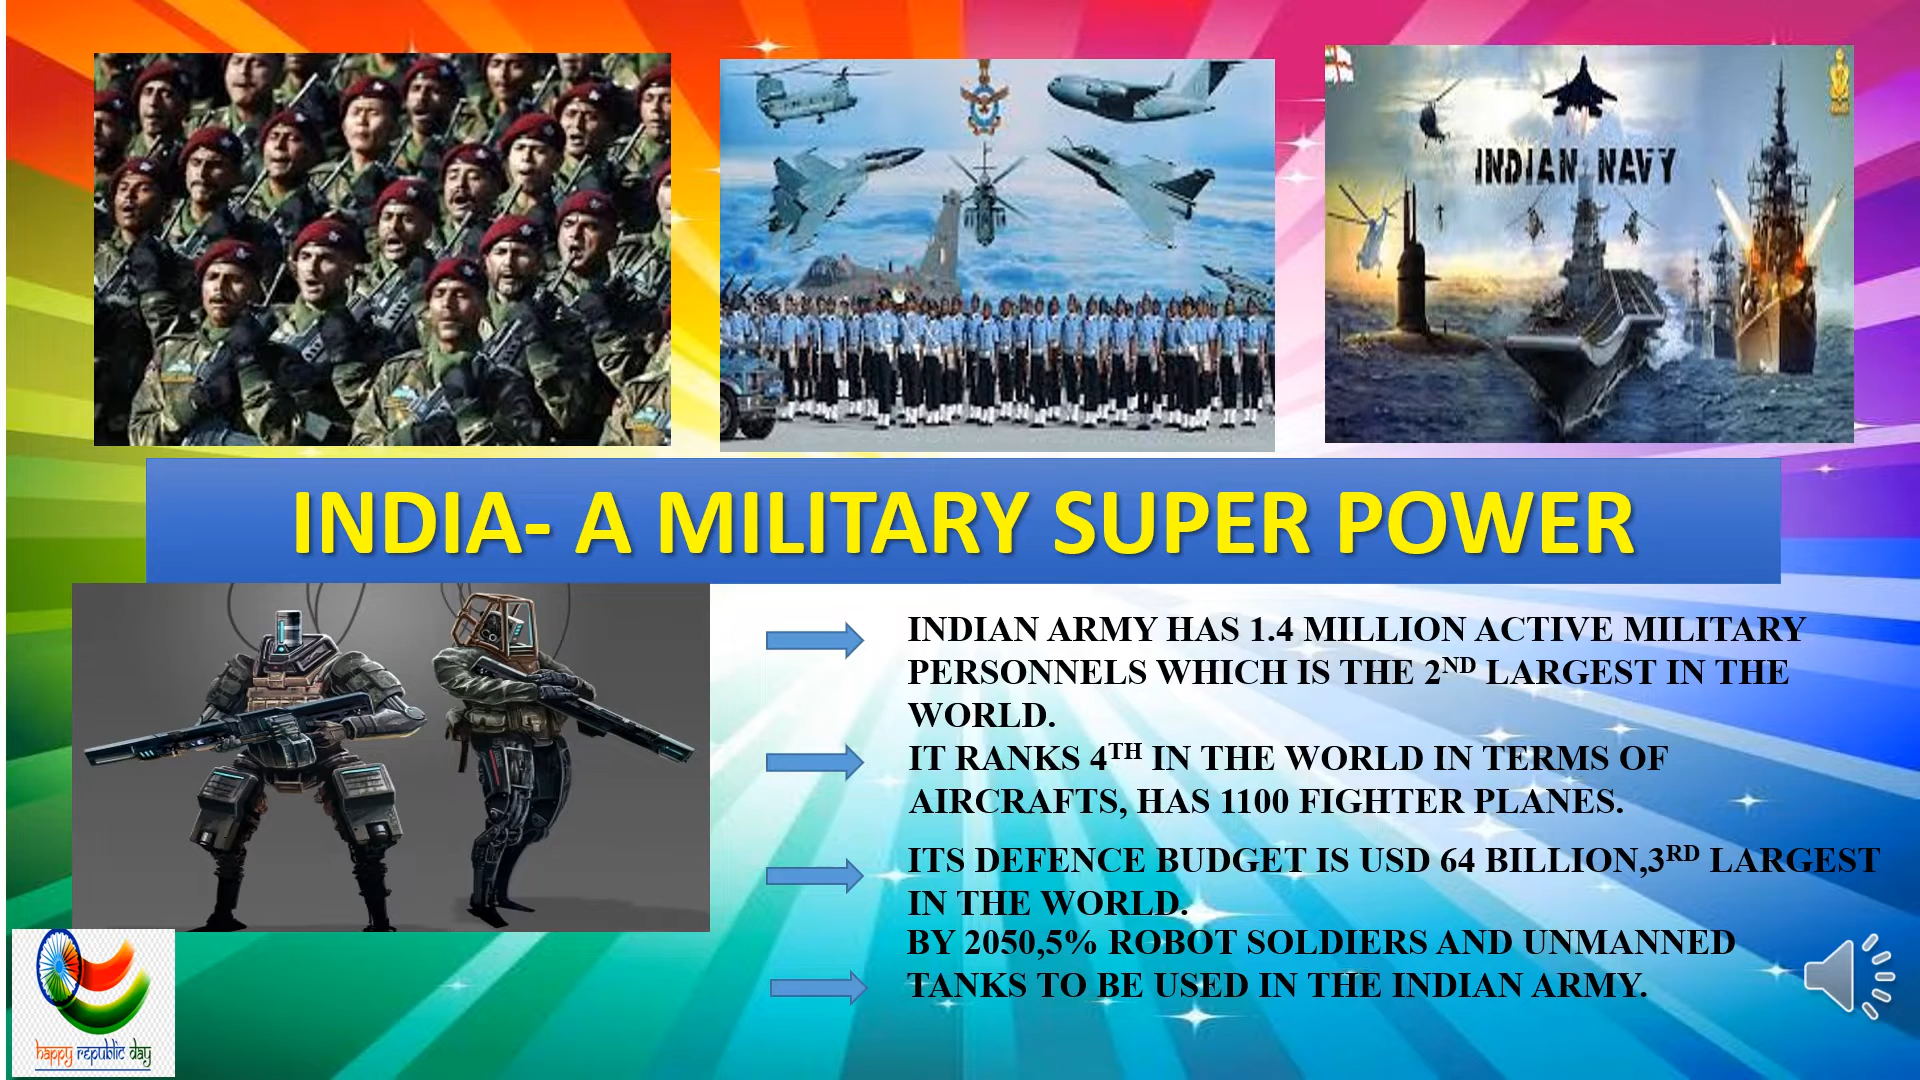 INDIAN NAVY
INDIA- A MILITARY SUPER POWER
INDIAN ARMY HAS 1.4 MILLION ACTIVE MILITARY
PERSONNELS WHICH IS THE 2ND LARGEST IN THE
WORLD.
IT RANKS 4TH IN THE WORLD IN TERMS OF
AIRCRAFTS, HAS 1100 FIGHTER PLANES.
ITS DEFENCE BUDGET IS USD 64 BILLION,3RD LARGEST
IN THE WORLD.
BY 2050,5% ROBOT SOLDIERS AND UNMANNED
TANKS TO BE USED IN THE INDIAN ARMY.
happy republic day